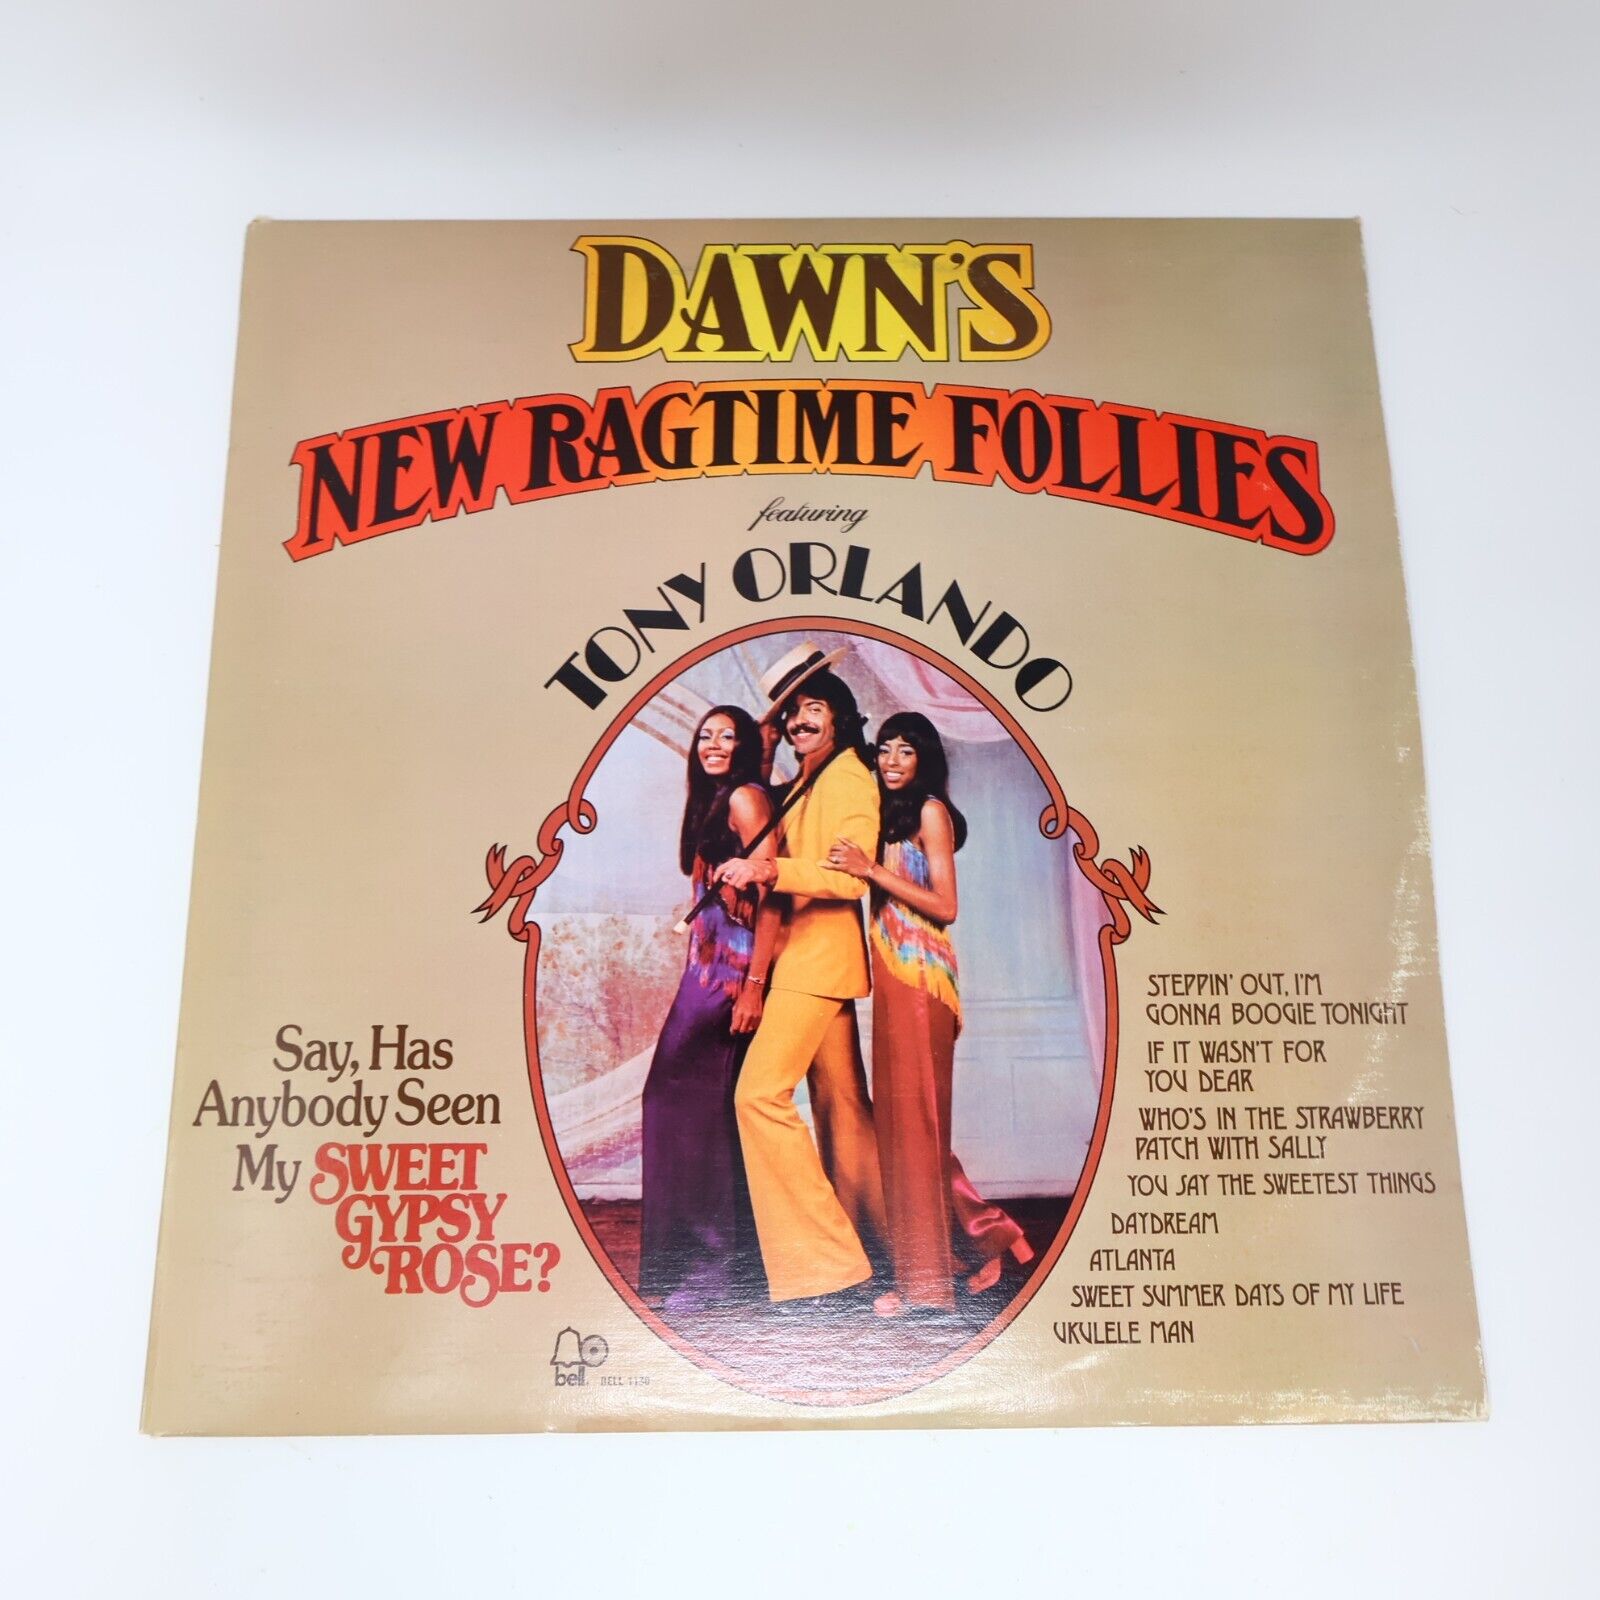 DAWN'S
NEW RAGTIME FOLLIES
featuring
TONY ORLANDO
Say, Has
Anybody Seen
My SWEET
GYPSY
ROSE?
STEPPIN' OUT, I'M
GONNA BOOGIE TONIGHT
IF IT WASN'T FOR
YOU DEAR
WHO'S IN THE STRAWBERRY
PATCH WITH SALLY
YOU SAY THE SWEETEST THINGS
DAYDREAM
ATLANTA
SWEET SUMMER DAYS OF MY LIFE
UKULELE MAN
bell. BELL 1130